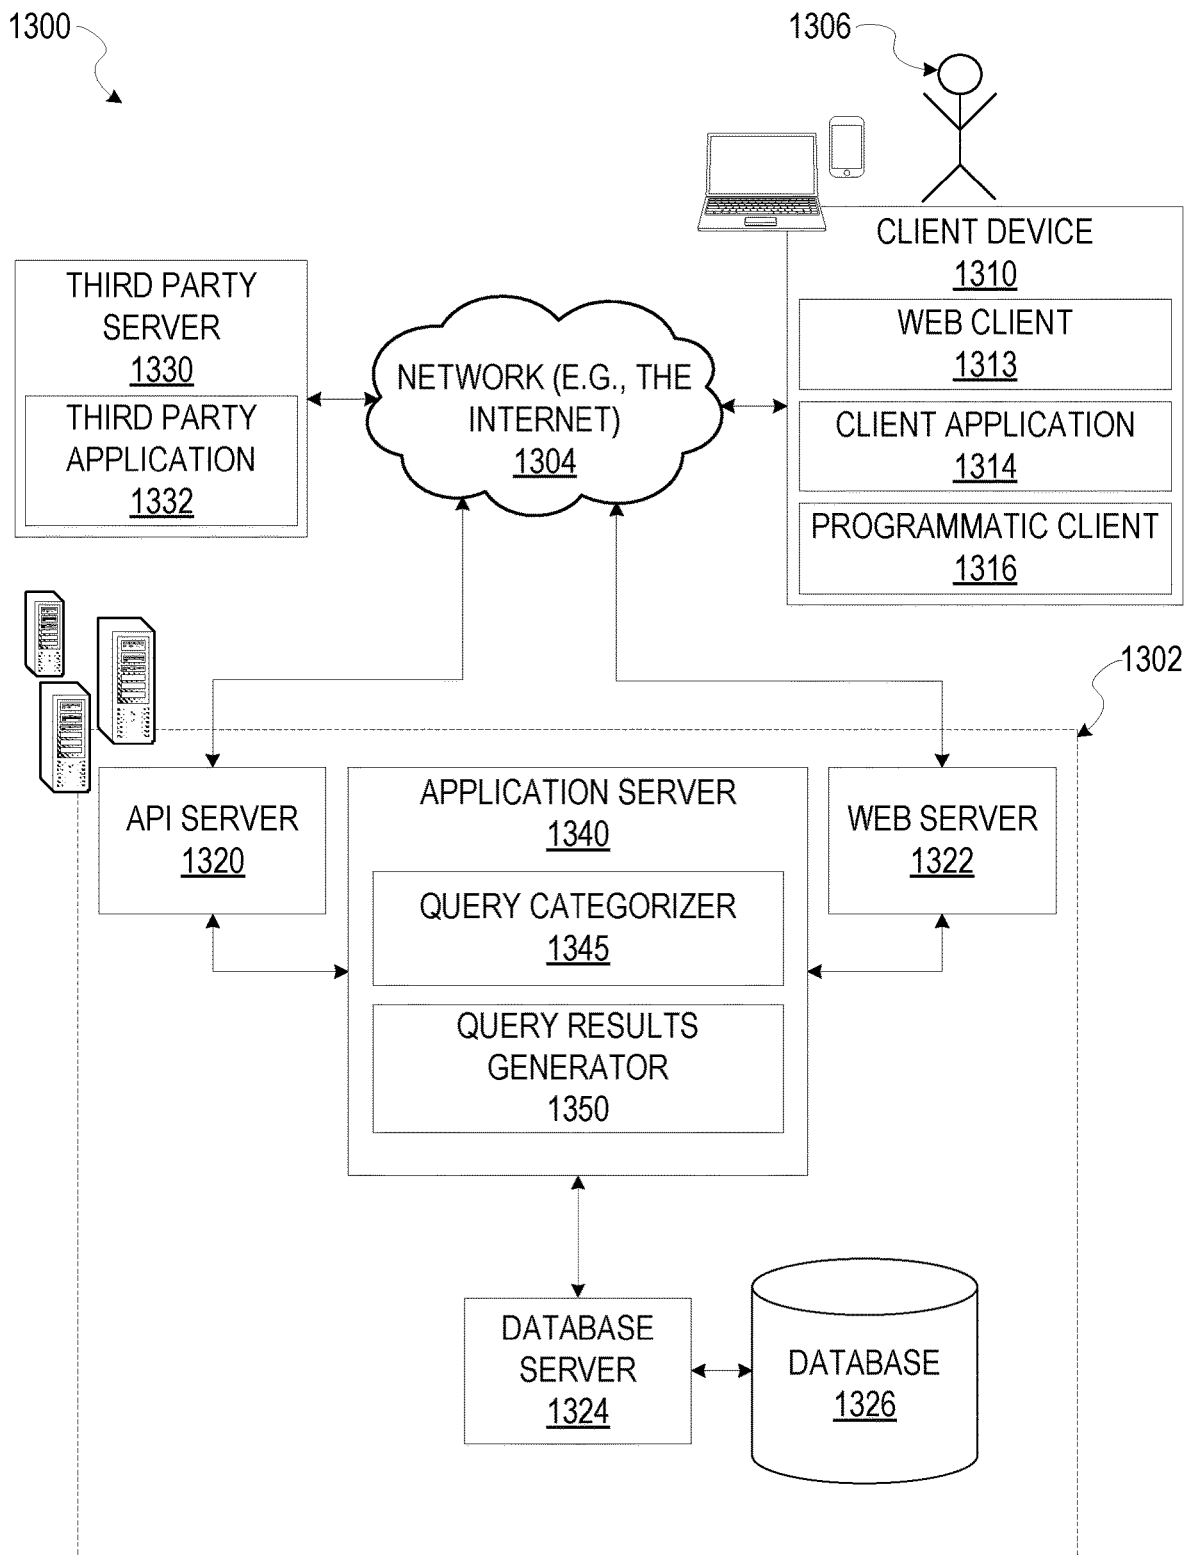 1300
1306
CLIENT DEVICE
1310
WEB CLIENT
1313
CLIENT APPLICATION
1314
PROGRAMMATIC CLIENT
1316
THIRD PARTY
SERVER
1330
THIRD PARTY
APPLICATION
1332
NETWORK (E.G., THE
INTERNET)
1304
1302
API SERVER
1320
APPLICATION SERVER
1340
QUERY CATEGORIZER
1345
QUERY RESULTS
GENERATOR
1350
WEB SERVER
1322
DATABASE
SERVER
1324
DATABASE
1326